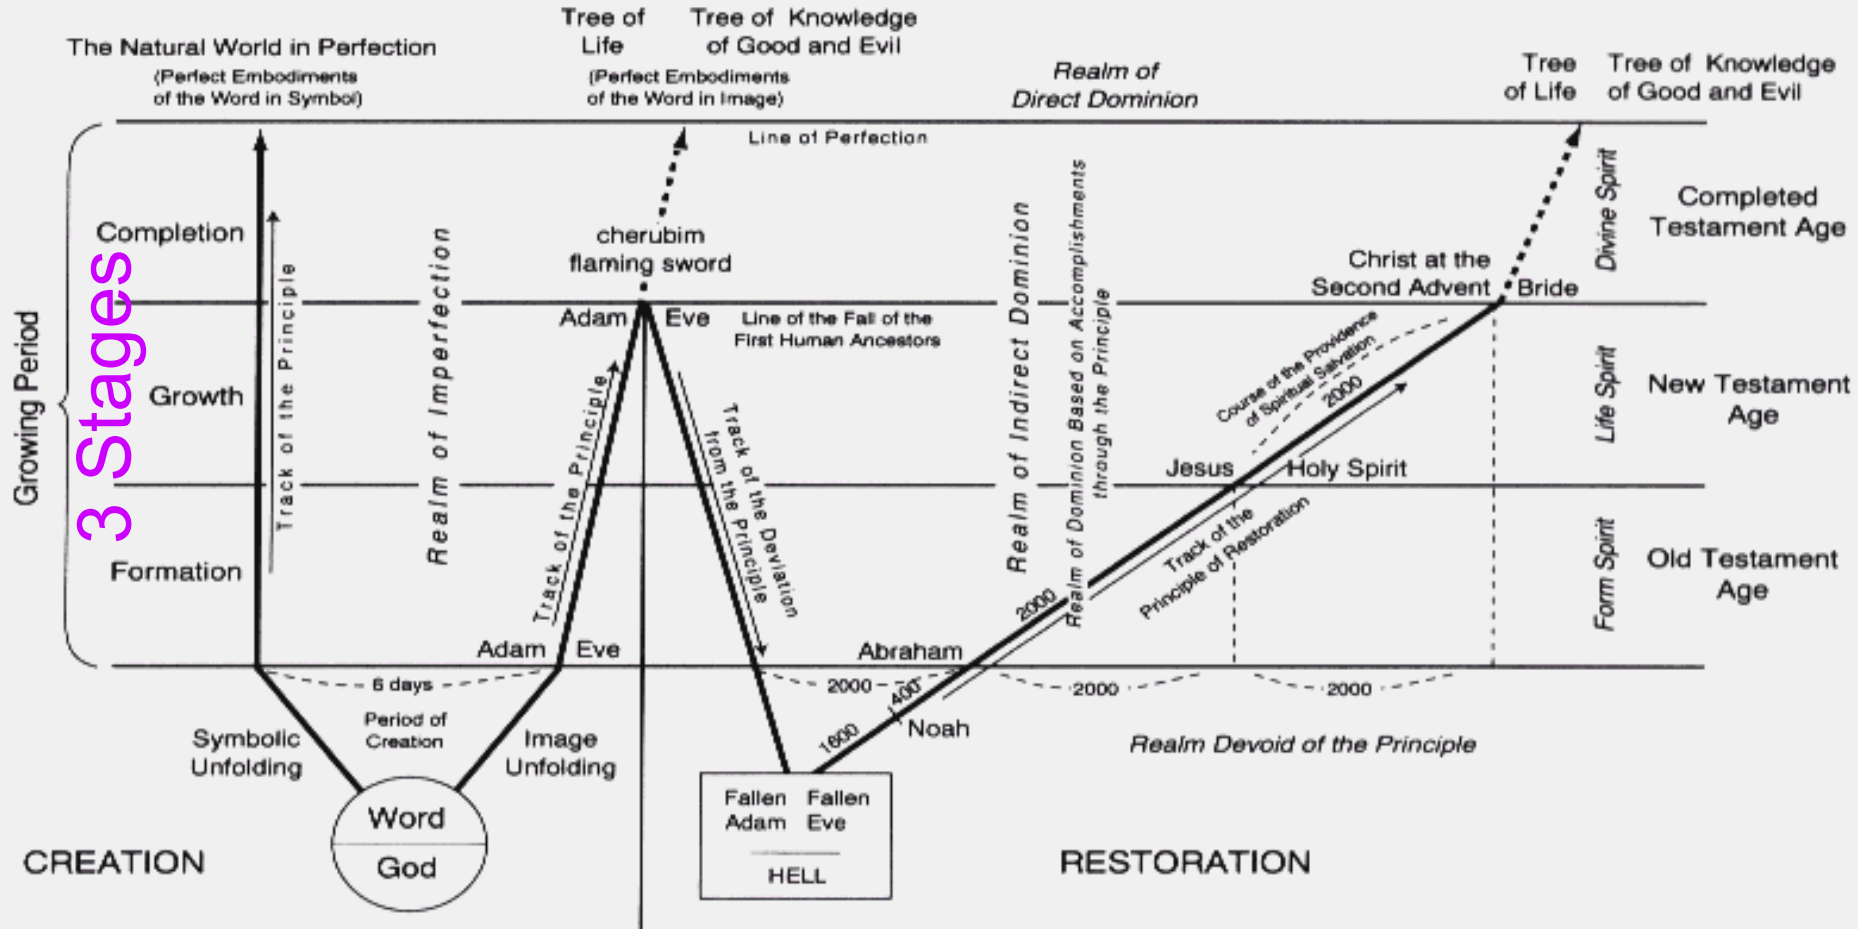 Tree of
Life
Tree of Knowledge
of Good and Evil
The Natural World in Perfection
(Perfect Embodiments
of the Word in Symbol)
(Perfect Embodiments
of the Word in Image)
Realm of
Direct Dominion
Tree
of Life
Tree of Knowledge
of Good and Evil
Line of Perfection
Growing Period
3 Stages
Completion
Growth
Formation
Track of the Principle
Realm of Imperfection
cherubim
flaming sword
Adam
Eve
Line of the Fall of the
First Human Ancestors
Track of the Principle
Track of the Deviation
from the Principle
Realm of Indirect Dominion
Realm of Dominion Based on Accomplishments
through the Principle
Christ at the
Second Advent
Bride
Course of the Providence
of Spiritual Salvation
2000
Jesus
Holy Spirit
Track of the
Principle of Restoration
2000
Divine Spirit
Life Spirit
Form Spirit
Completed
Testament Age
New Testament
Age
Old Testament
Age
Adam
Eve
Abraham
6 days
2000
2000
2000
400
1600
Noah
Period of
Creation
Symbolic
Unfolding
Image
Unfolding
Realm Devoid of the Principle
Word
God
Fallen Fallen
Adam Eve
HELL
CREATION
RESTORATION